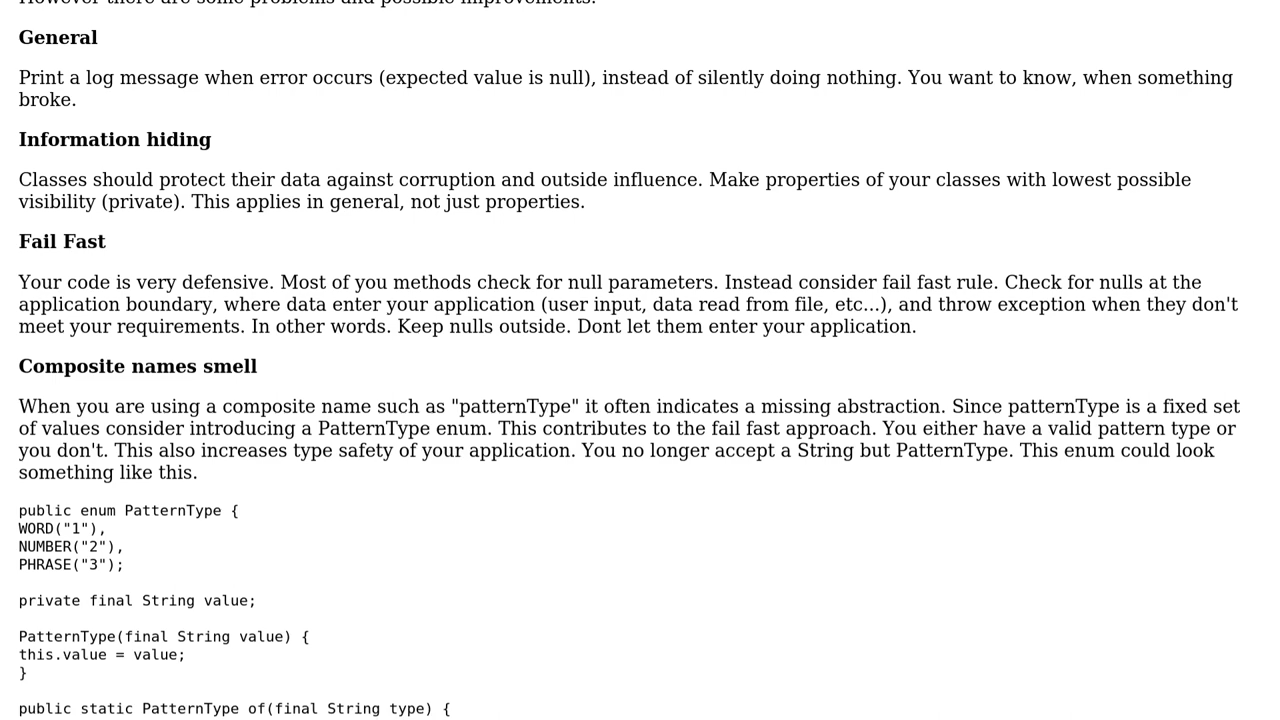 However there are some problems and possible improvements.
General
Print a log message when error occurs (expected value is null), instead of silently doing nothing. You want to know, when something
broke.
Information hiding
Classes should protect their data against corruption and outside influence. Make properties of your classes with lowest possible
visibility (private). This applies in general, not just properties.
Fail Fast
Your code is very defensive. Most of you methods check for null parameters. Instead consider fail fast rule. Check for nulls at the
application boundary, where data enter your application (user input, data read from file, etc...), and throw exception when they don't
meet your requirements. In other words. Keep nulls outside. Dont let them enter your application.
Composite names smell
When you are using a composite name such as "patternType" it often indicates a missing abstraction. Since patternType is a fixed set
of values consider introducing a PatternType enum. This contributes to the fail fast approach. You either have a valid pattern type or
you don't. This also increases type safety of your application. You no longer accept a String but PatternType. This enum could look
something like this.
public enum PatternType {
WORD("1"),
NUMBER("2"),
PHRASE("3");
private final String value;
PatternType(final String value) {
this.value = value;
}
public static PatternType of(final String type) {